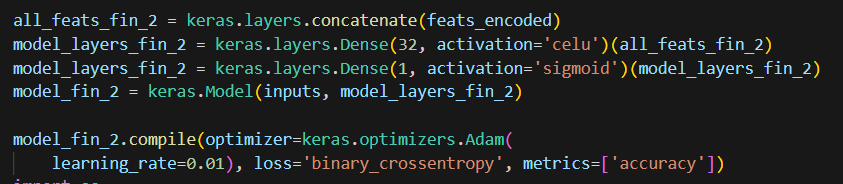 all_feats_fin_2 = keras.layers.concatenate(feats_encoded)
model_layers_fin_2 = keras.layers.Dense(32, activation='celu')(all_feats_fin_2)
model_layers_fin_2 = keras.layers.Dense(1, activation='sigmoid')(model_layers_fin_2)
model_fin_2 = keras.Model(inputs, model_layers_fin_2)
model_fin_2.compile(optimizer=keras.optimizers.Adam(
learning_rate=0.01), loss='binary_crossentropy', metrics=['accuracy'])